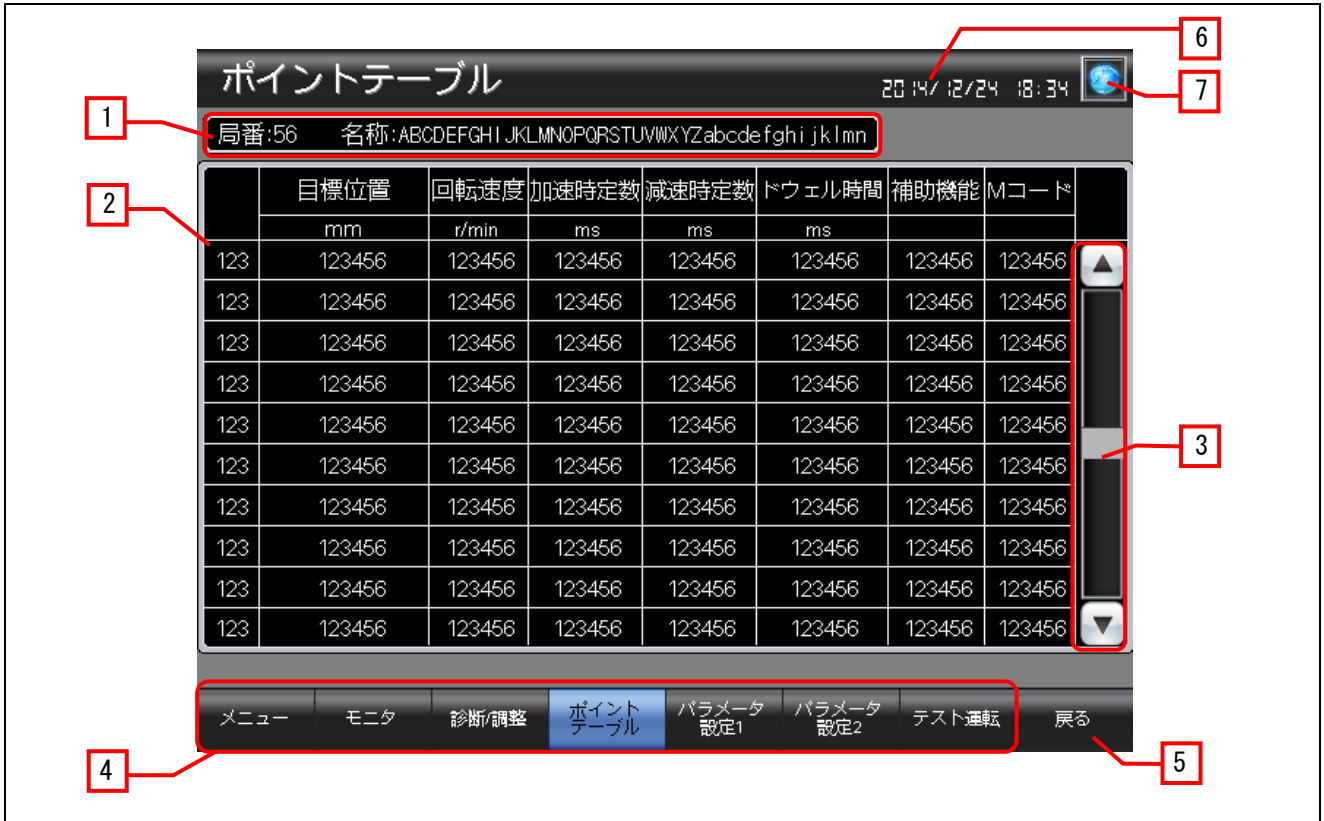 6
ポイントテーブル 2014/12/24 18:34
7
1
局番:56 名称:ABCDEFGHIJKLMNOPQRSTUVWXYZabcdefghijklmn
2
目標位置 回転速度 加速時定数 減速時定数 ドウェル時間 補助機能 Mコード
mm r/min ms ms ms
123 123456 123456 123456 123456 123456 123456 123456
123 123456 123456 123456 123456 123456 123456 123456
123 123456 123456 123456 123456 123456 123456 123456
123 123456 123456 123456 123456 123456 123456 123456
123 123456 123456 123456 123456 123456 123456 123456
123 123456 123456 123456 123456 123456 123456 123456
3
123 123456 123456 123456 123456 123456 123456 123456
123 123456 123456 123456 123456 123456 123456 123456
123 123456 123456 123456 123456 123456 123456 123456
123 123456 123456 123456 123456 123456 123456 123456
メニュー モニタ 診断/調整 ポイント テーブル パラメータ 設定1 パラメータ 設定2 テスト運転 戻る
4
5